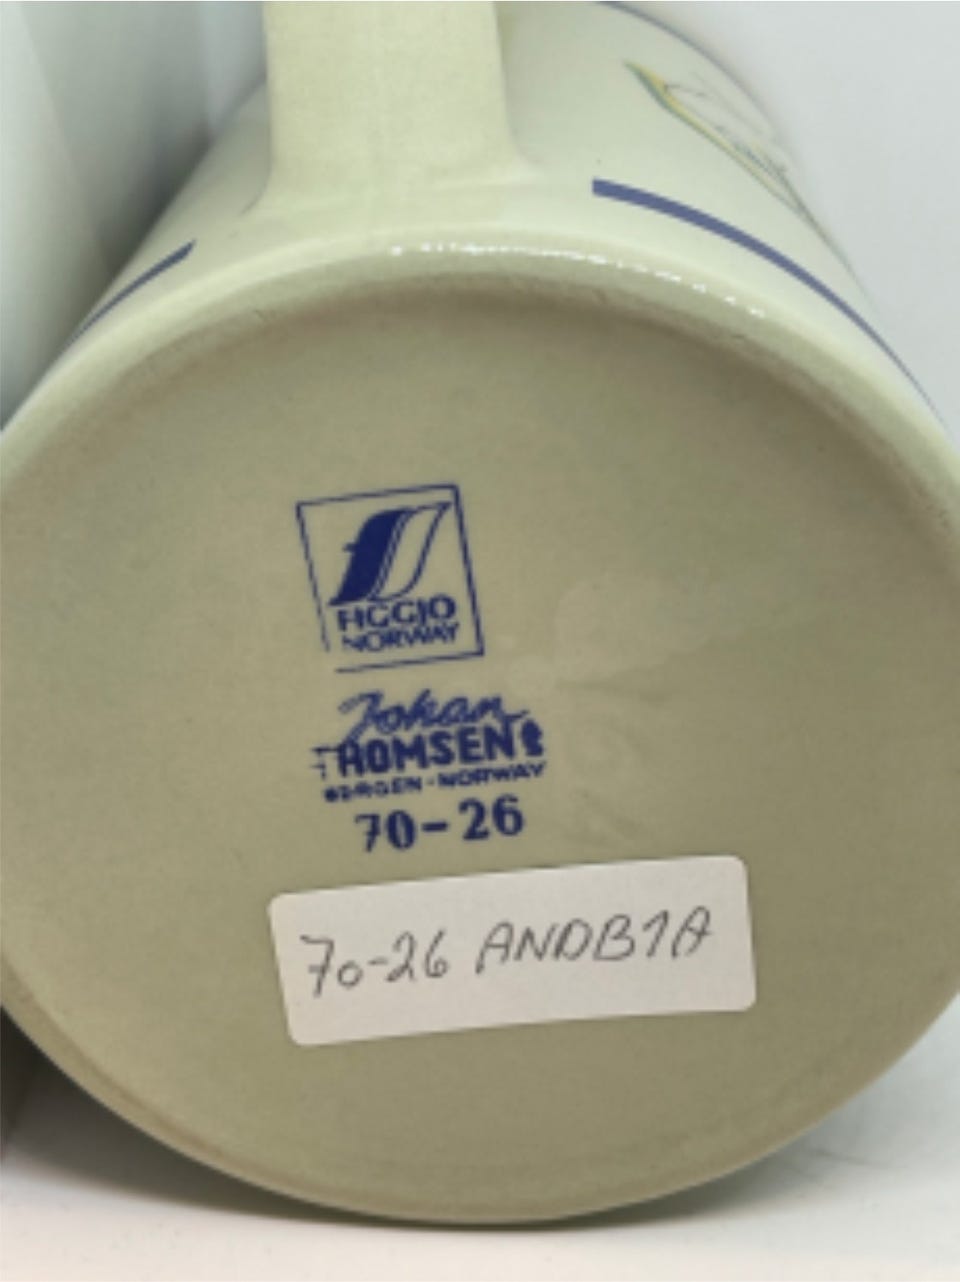 FIGGJO
NORWAY
Johan
THOMSEN
BERGEN - NORWAY
70-26
70-26 ANDB1A